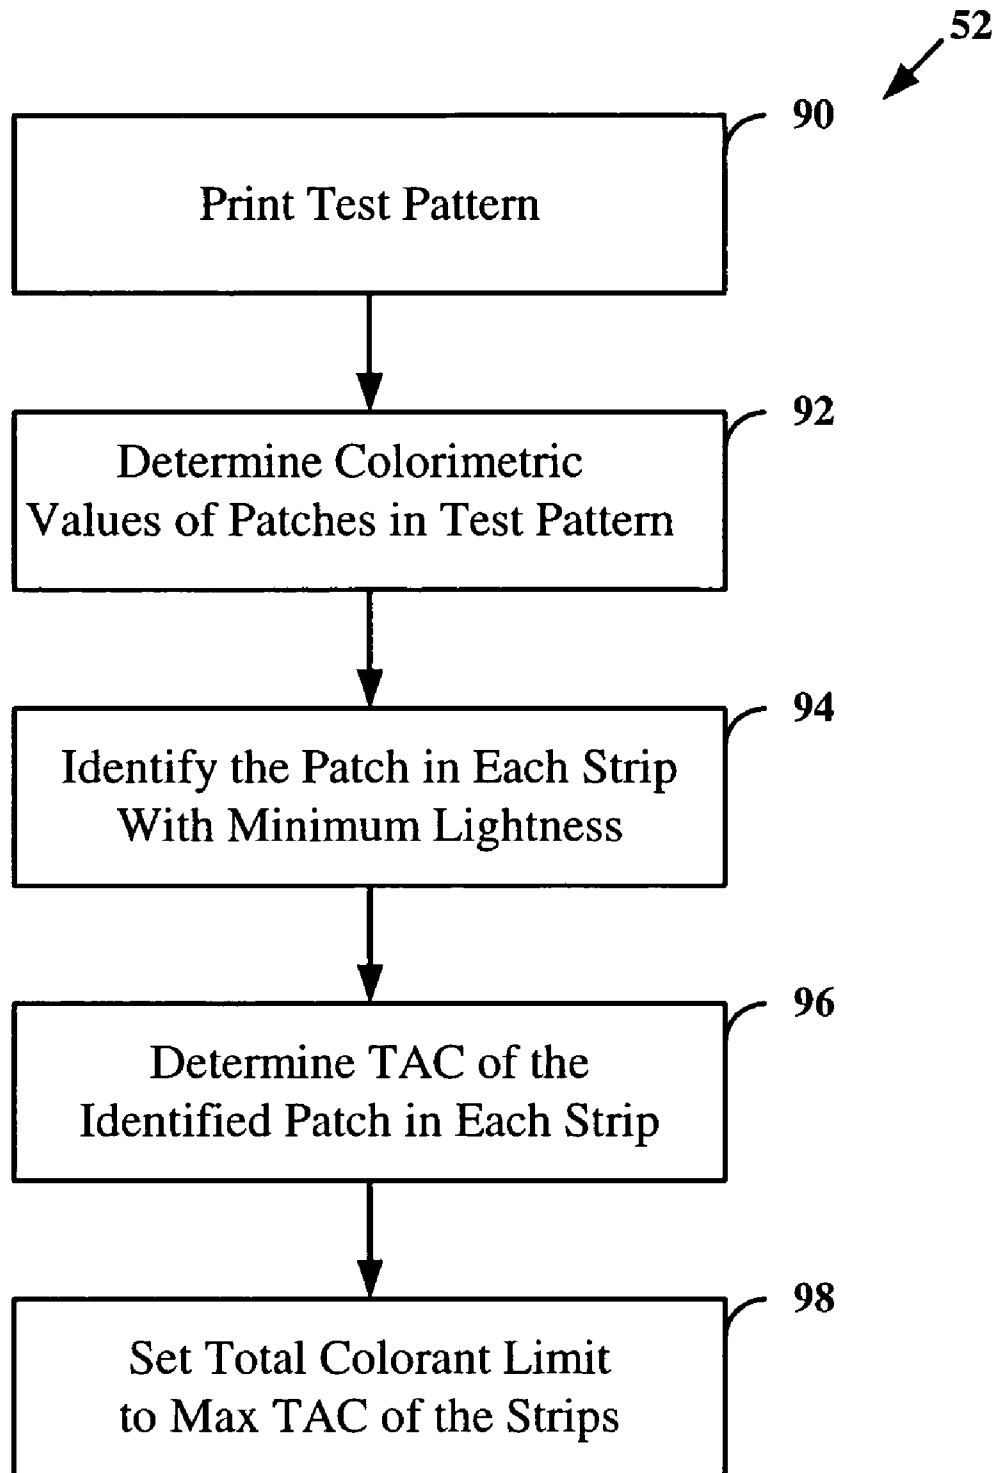 52
90
Print Test Pattern
92
Determine Colorimetric
Values of Patches in Test Pattern
94
Identify the Patch in Each Strip
With Minimum Lightness
96
Determine TAC of the
Identified Patch in Each Strip
98
Set Total Colorant Limit
to Max TAC of the Strips